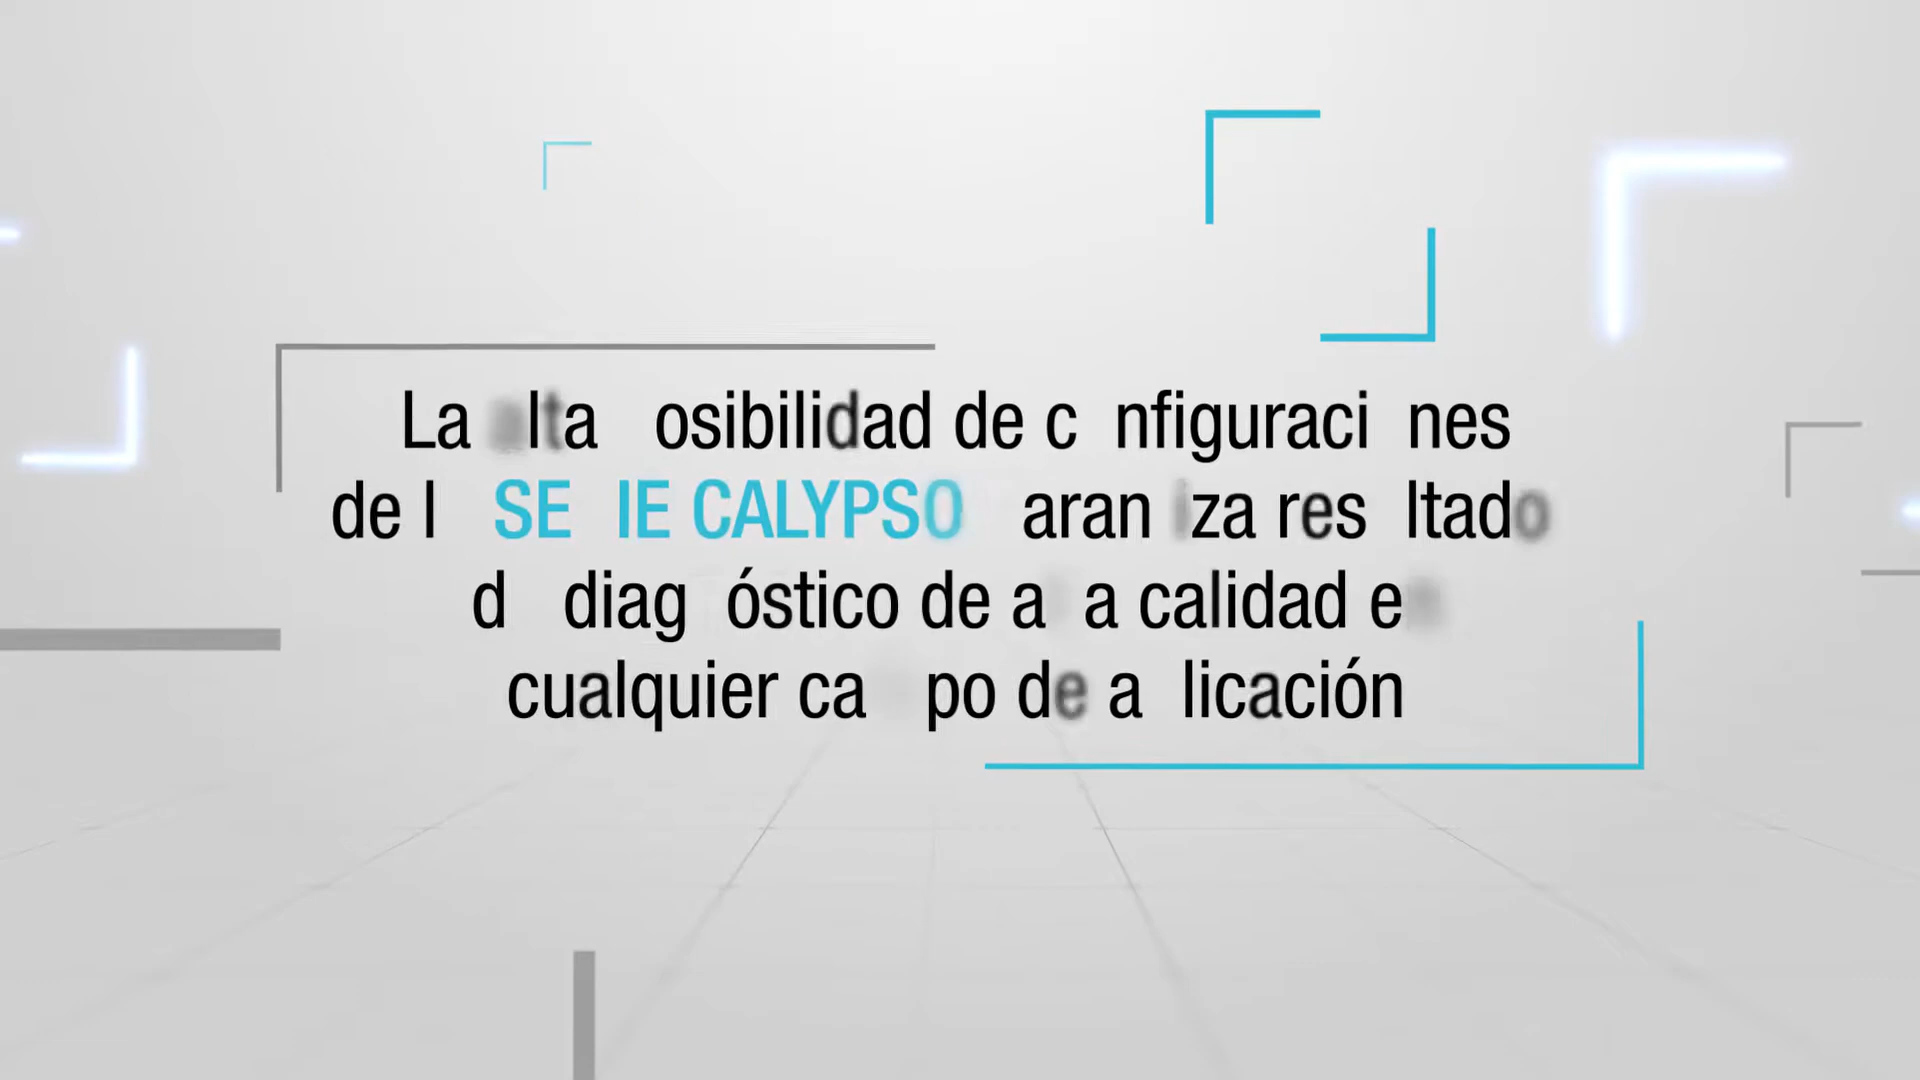 La alta osibilidad de c nfiguraci nes
de l SE IE CALYPSO aran iza res ltado
d diag óstico de a a calidad e
cualquier ca po de a licación